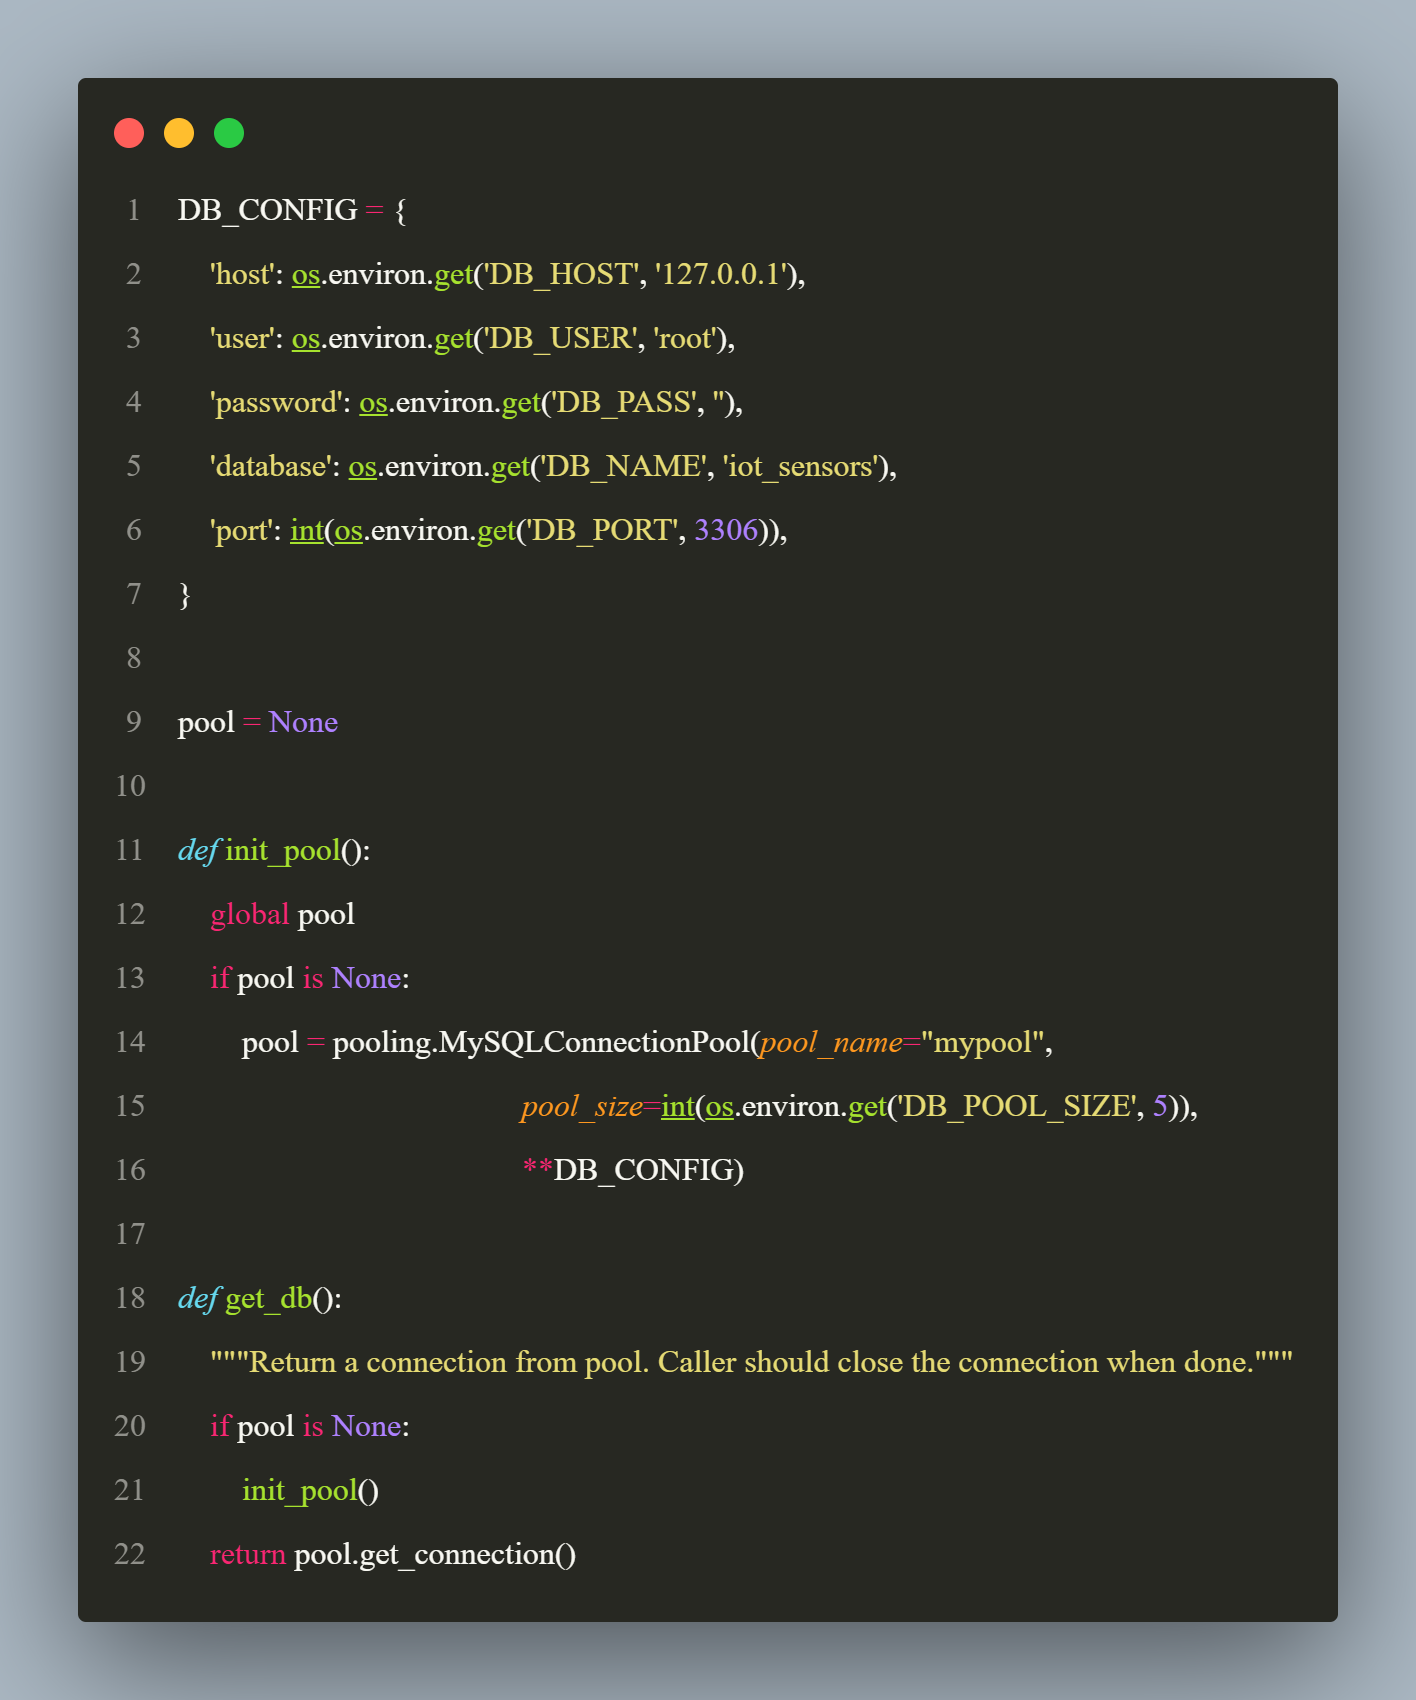 1 DB_CONFIG = {
2 'host': os.environ.get('DB_HOST', '127.0.0.1'),
3 'user': os.environ.get('DB_USER', 'root'),
4 'password': os.environ.get('DB_PASS', ''),
5 'database': os.environ.get('DB_NAME', 'iot_sensors'),
6 'port': int(os.environ.get('DB_PORT', 3306)),
7 }
8
9 pool = None
10
11 def init_pool():
12 global pool
13 if pool is None:
14 pool = pooling.MySQLConnectionPool(pool_name="mypool",
15 pool_size=int(os.environ.get('DB_POOL_SIZE', 5)),
16 **DB_CONFIG)
17
18 def get_db():
19 """Return a connection from pool. Caller should close the connection when done."""
20 if pool is None:
21 init_pool()
22 return pool.get_connection()